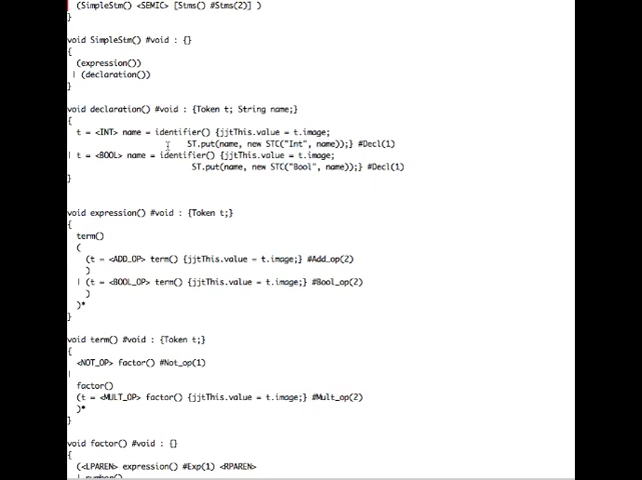 (SimpleStm() <SEMIC> [Stms() #Stms(2)] )
}
void SimpleStm() #void : {}
{
(expression())
| (declaration())
}
void declaration() #void : {Token t; String name;}
{
t = <INT> name = identifier() {jjtThis.value = t.image;
ST.put(name, new STC("Int", name));} #Decl(1)
| t = <BOOL> name = identifier() {jjtThis.value = t.image;
ST.put(name, new STC("Bool", name));} #Decl(1)
}
void expression() #void : {Token t;}
{
term()
(
(t = <ADD_OP> term() {jjtThis.value = t.image;} #Add_op(2)
)
| (t = <BOOL_OP> term() {jjtThis.value = t.image;} #Bool_op(2)
)
)*
}
void term() #void : {Token t;}
{
<NOT_OP> factor() #Not_op(1)
|
factor()
(t = <MULT_OP> factor() {jjtThis.value = t.image;} #Mult_op(2)
)*
}
void factor() #void : {}
{
(<LPAREN> expression() #Exp(1) <RPAREN>
| number()